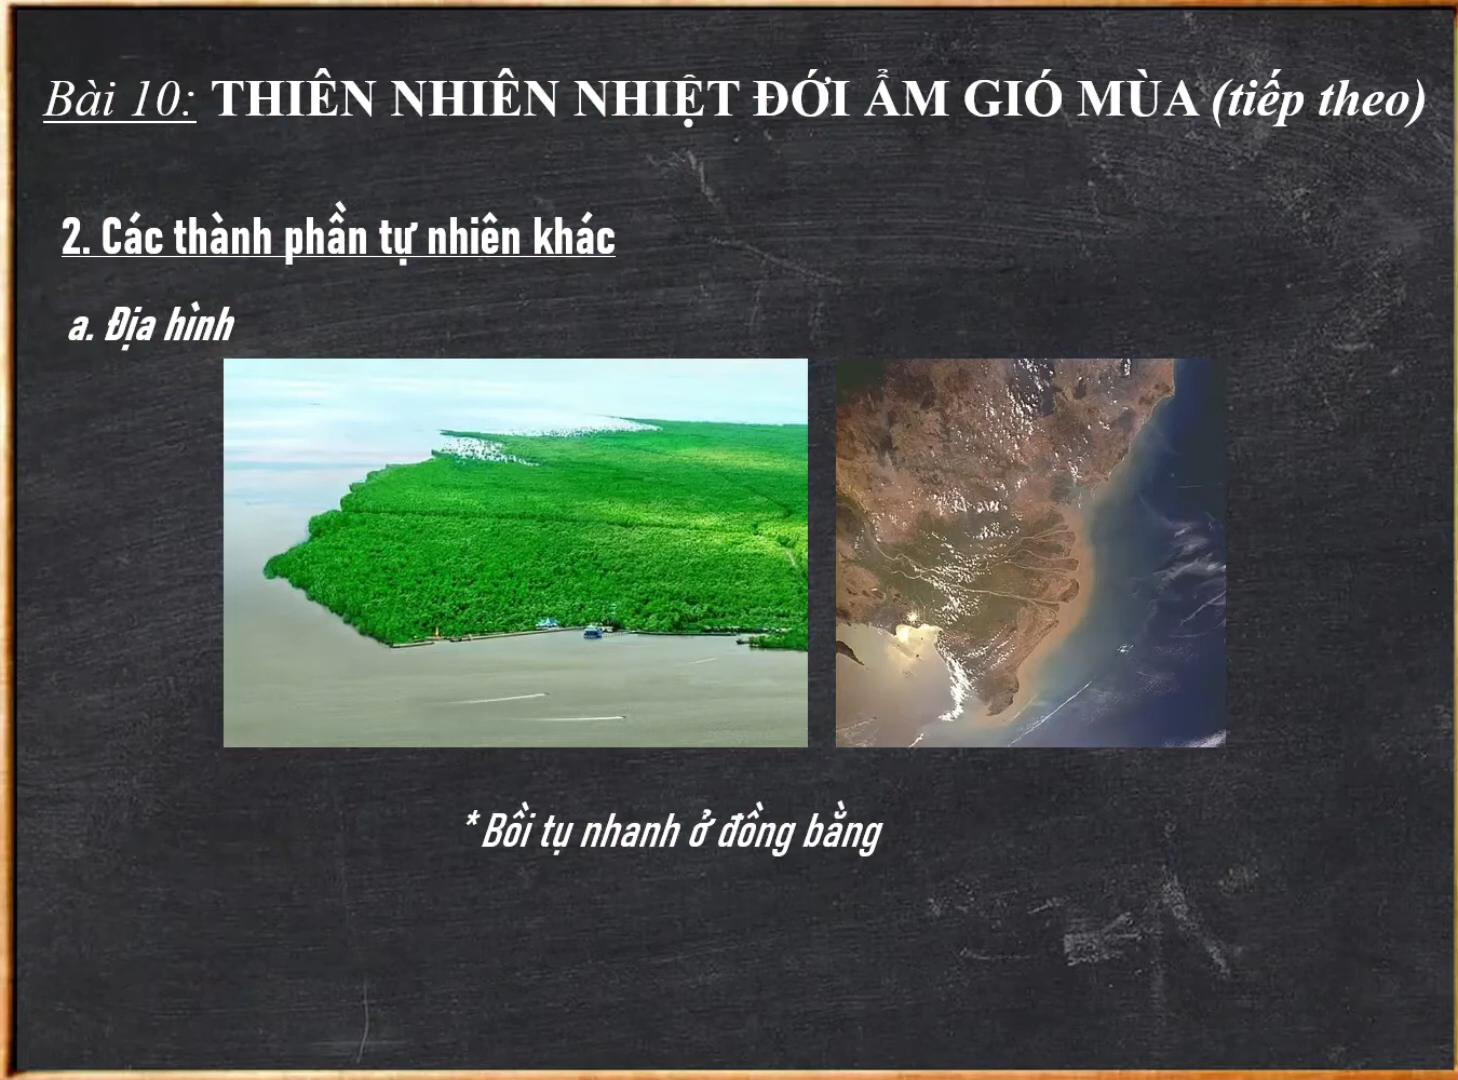 Bài 10: THIÊN NHIÊN NHIỆT ĐỚI ẨM GIÓ MÙA (tiếp theo)
2. Các thành phần tự nhiên khác
a. Địa hình
* Bồi tụ nhanh ở đồng bằng